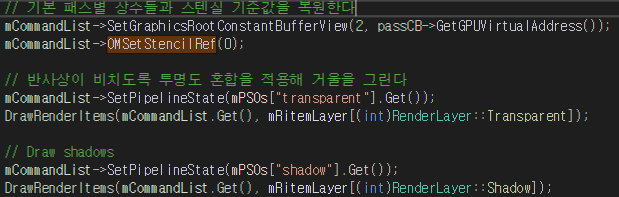 // 기본 패스별 상수들과 스텐실 기준값을 복원한다
mCommandList->SetGraphicsRootConstantBufferView(2, passCB->GetGPUVirtualAddress());
mCommandList->OMSetStencilRef(0);
// 반사상이 비치도록 투명도 혼합을 적용해 거울을 그린다
mCommandList->SetPipelineState(mPSOs["transparent"].Get());
DrawRenderItems(mCommandList.Get(), mRitemLayer[(int)RenderLayer::Transparent]);
// Draw shadows
mCommandList->SetPipelineState(mPSOs["shadow"].Get());
DrawRenderItems(mCommandList.Get(), mRitemLayer[(int)RenderLayer::Shadow]);